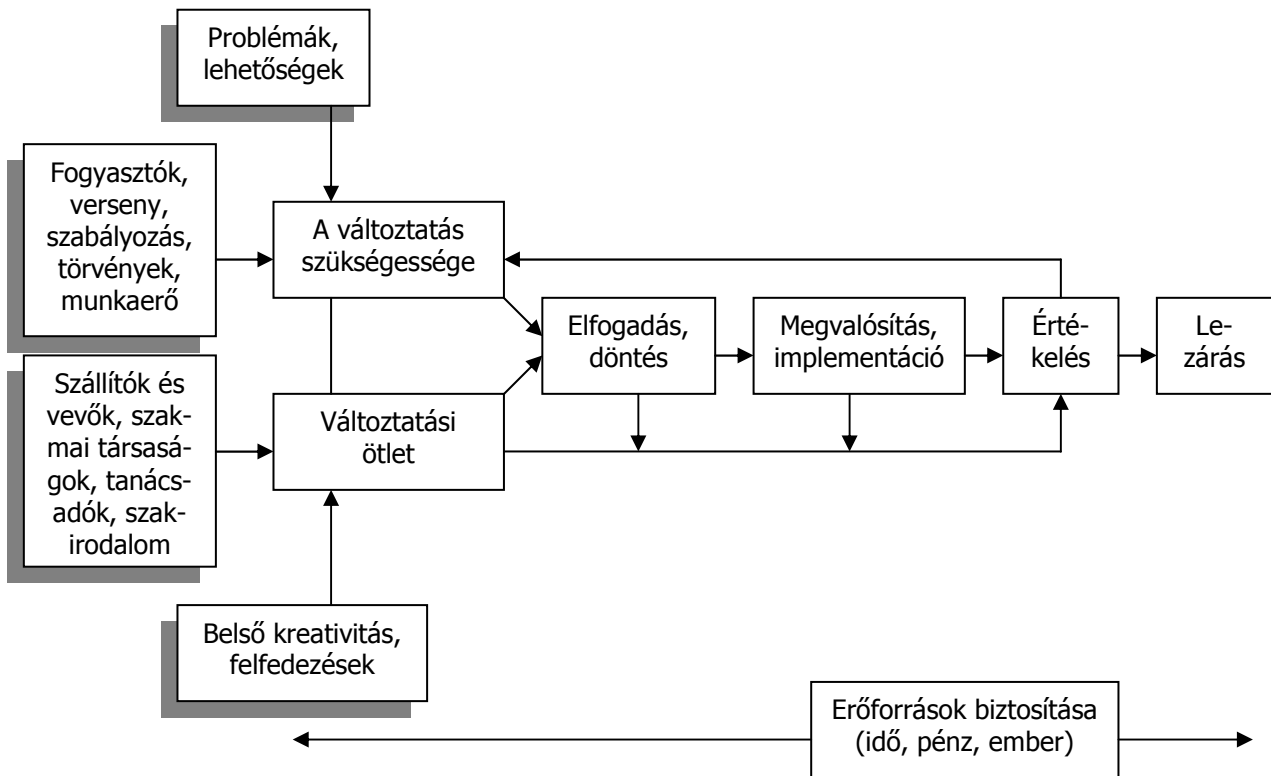 Problémák,
lehetőségek
Fogyasztók,
verseny,
szabályozás,
törvények,
munkaerő
A változtatás
szükségessége
Elfogadás,
döntés
Megvalósítás,
implementáció
Érté-
kelés
Le-
zárás
Szállítók és
vevők, szak-
mai társasá-
gok, tanács-
adók, szak-
irodalom
Változtatási
ötlet
Belső kreativitás,
felfedezések
Erőforrások biztosítása
(idő, pénz, ember)